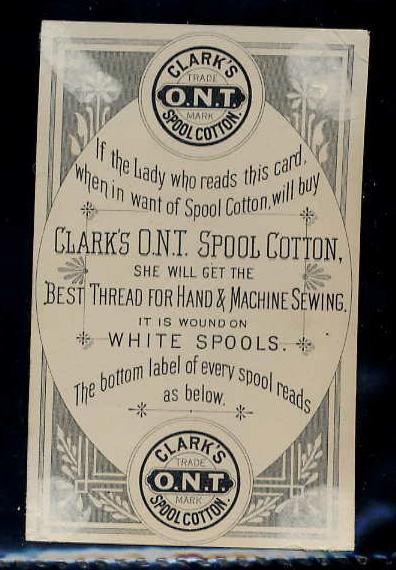 CLARK'S
TRADE
O.N.T.
MARK
SPOOL COTTON.
If the Lady who reads this card,
when in want of Spool Cotton, will buy
CLARK'S O.N.T. SPOOL COTTON,
SHE WILL GET THE
BEST THREAD FOR HAND & MACHINE SEWING.
IT IS WOUND ON
WHITE SPOOLS.
The bottom label of every spool reads
as below.
CLARK'S
TRADE
O.N.T.
MARK
SPOOL COTTON.